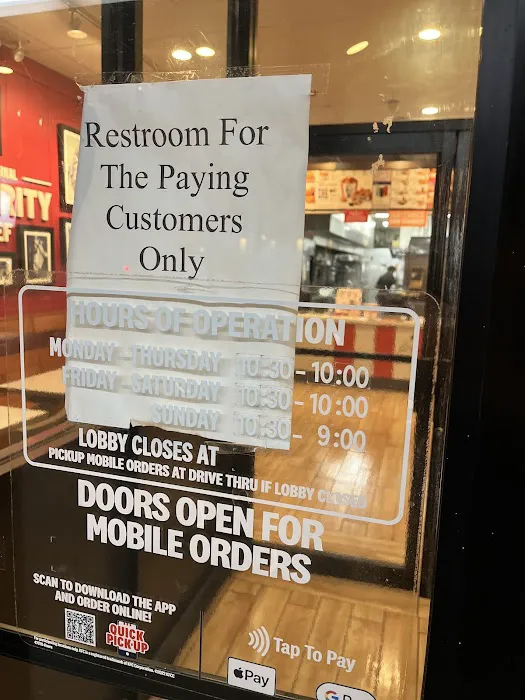 Restroom For
The Paying
Customers
Only
HOURS OF OPERATION
MONDAY - THURSDAY 10:30 - 10:00
FRIDAY - SATURDAY 10:30 - 10:00
SUNDAY 10:30 - 9:00
LOBBY CLOSES AT
PICKUP MOBILE ORDERS AT DRIVE THRU IF LOBBY CLOSED
DOORS OPEN FOR
MOBILE ORDERS
SCAN TO DOWNLOAD THE APP
AND ORDER ONLINE!
QUICK
PICK-UP
Tap To Pay
Pay
G